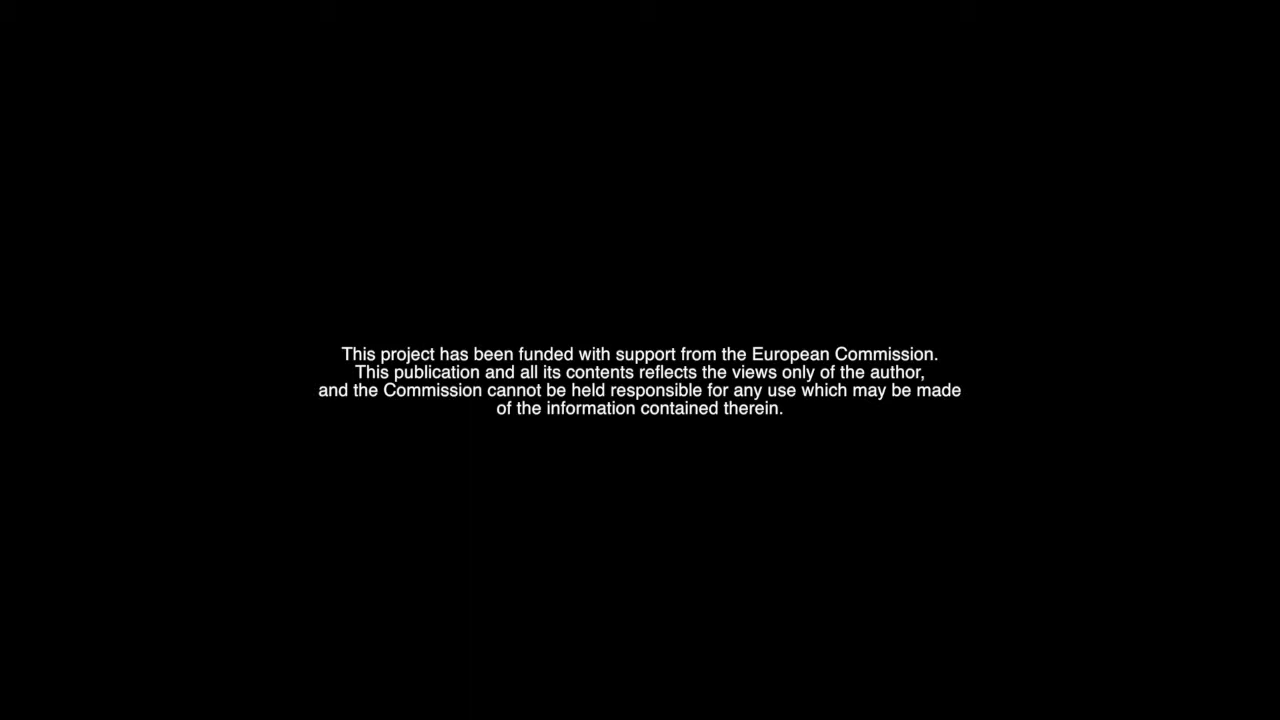 This project has been funded with support from the European Commission.
This publication and all its contents reflects the views only of the author,
and the Commission cannot be held responsible for any use which may be made
of the information contained therein.